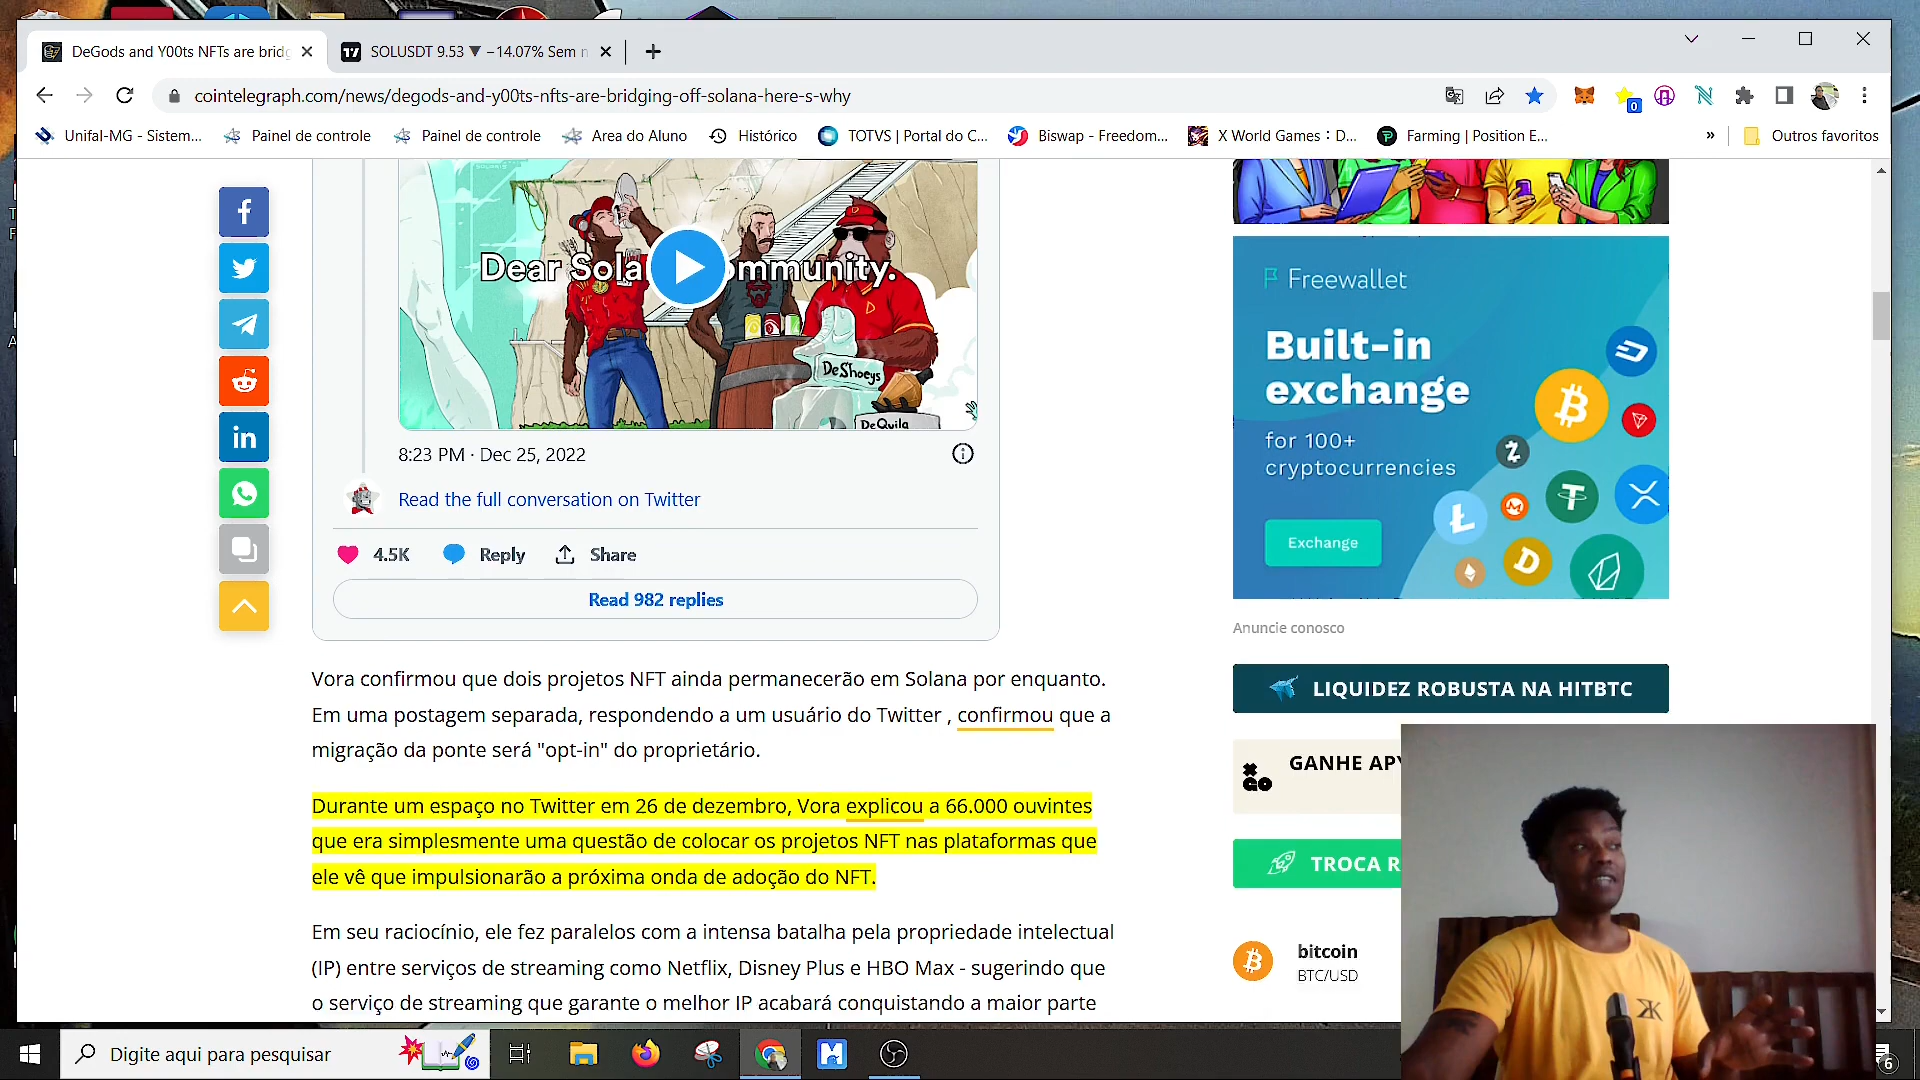 DeGods and Y00ts NFTs are bridg
SOLUSDT 9.53 ▼ −14.07% Sem n
cointelegraph.com/news/degods-and-y00ts-nfts-are-bridging-off-solana-here-s-why
0
Unifal-MG - Sistem...
Painel de controle
Painel de controle
Area do Aluno
Histórico
TOTVS | Portal do C...
Biswap - Freedom...
X World Games : D...
Farming | Position E...
»
Outros favoritos
Dear Sola
mmunity.
DeShoeys
DeQuila
8:23 PM · Dec 25, 2022
Read the full conversation on Twitter
4.5K
Reply
Share
Read 982 replies
Vora confirmou que dois projetos NFT ainda permanecerão em Solana por enquanto.
Em uma postagem separada, respondendo a um usuário do Twitter , confirmou que a
migração da ponte será "opt-in" do proprietário.
Durante um espaço no Twitter em 26 de dezembro, Vora explicou a 66.000 ouvintes
que era simplesmente uma questão de colocar os projetos NFT nas plataformas que
ele vê que impulsionarão a próxima onda de adoção do NFT.
Em seu raciocínio, ele fez paralelos com a intensa batalha pela propriedade intelectual
(IP) entre serviços de streaming como Netflix, Disney Plus e HBO Max - sugerindo que
o serviço de streaming que garante o melhor IP acabará conquistando a maior parte
Freewallet
Built-in
exchange
for 100+
cryptocurrencies
Exchange
Anuncie conosco
LIQUIDEZ ROBUSTA NA HITBTC
GANHE APY
TROCA R
bitcoin
BTC/USD
Digite aqui para pesquisar
6